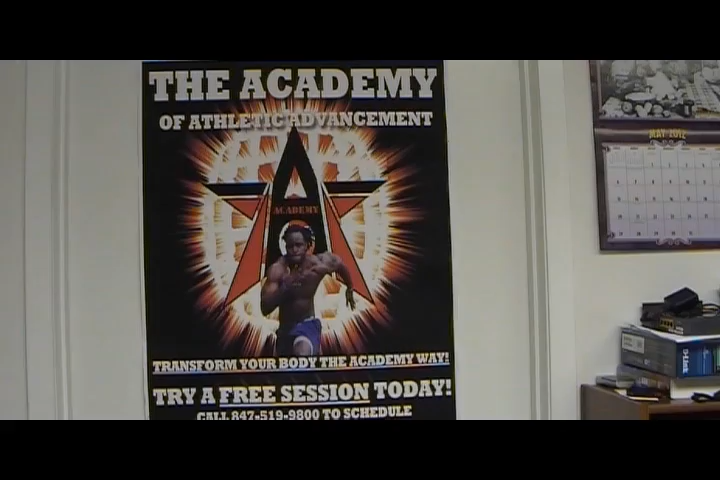 THE ACADEMY
OF ATHLETIC ADVANCEMENT
ACADEMY
TRANSFORM YOUR BODY THE ACADEMY WAY!
TRY A FREE SESSION TODAY!
CALL 847-519-9800 TO SCHEDULE
MAY 2012
D-Link